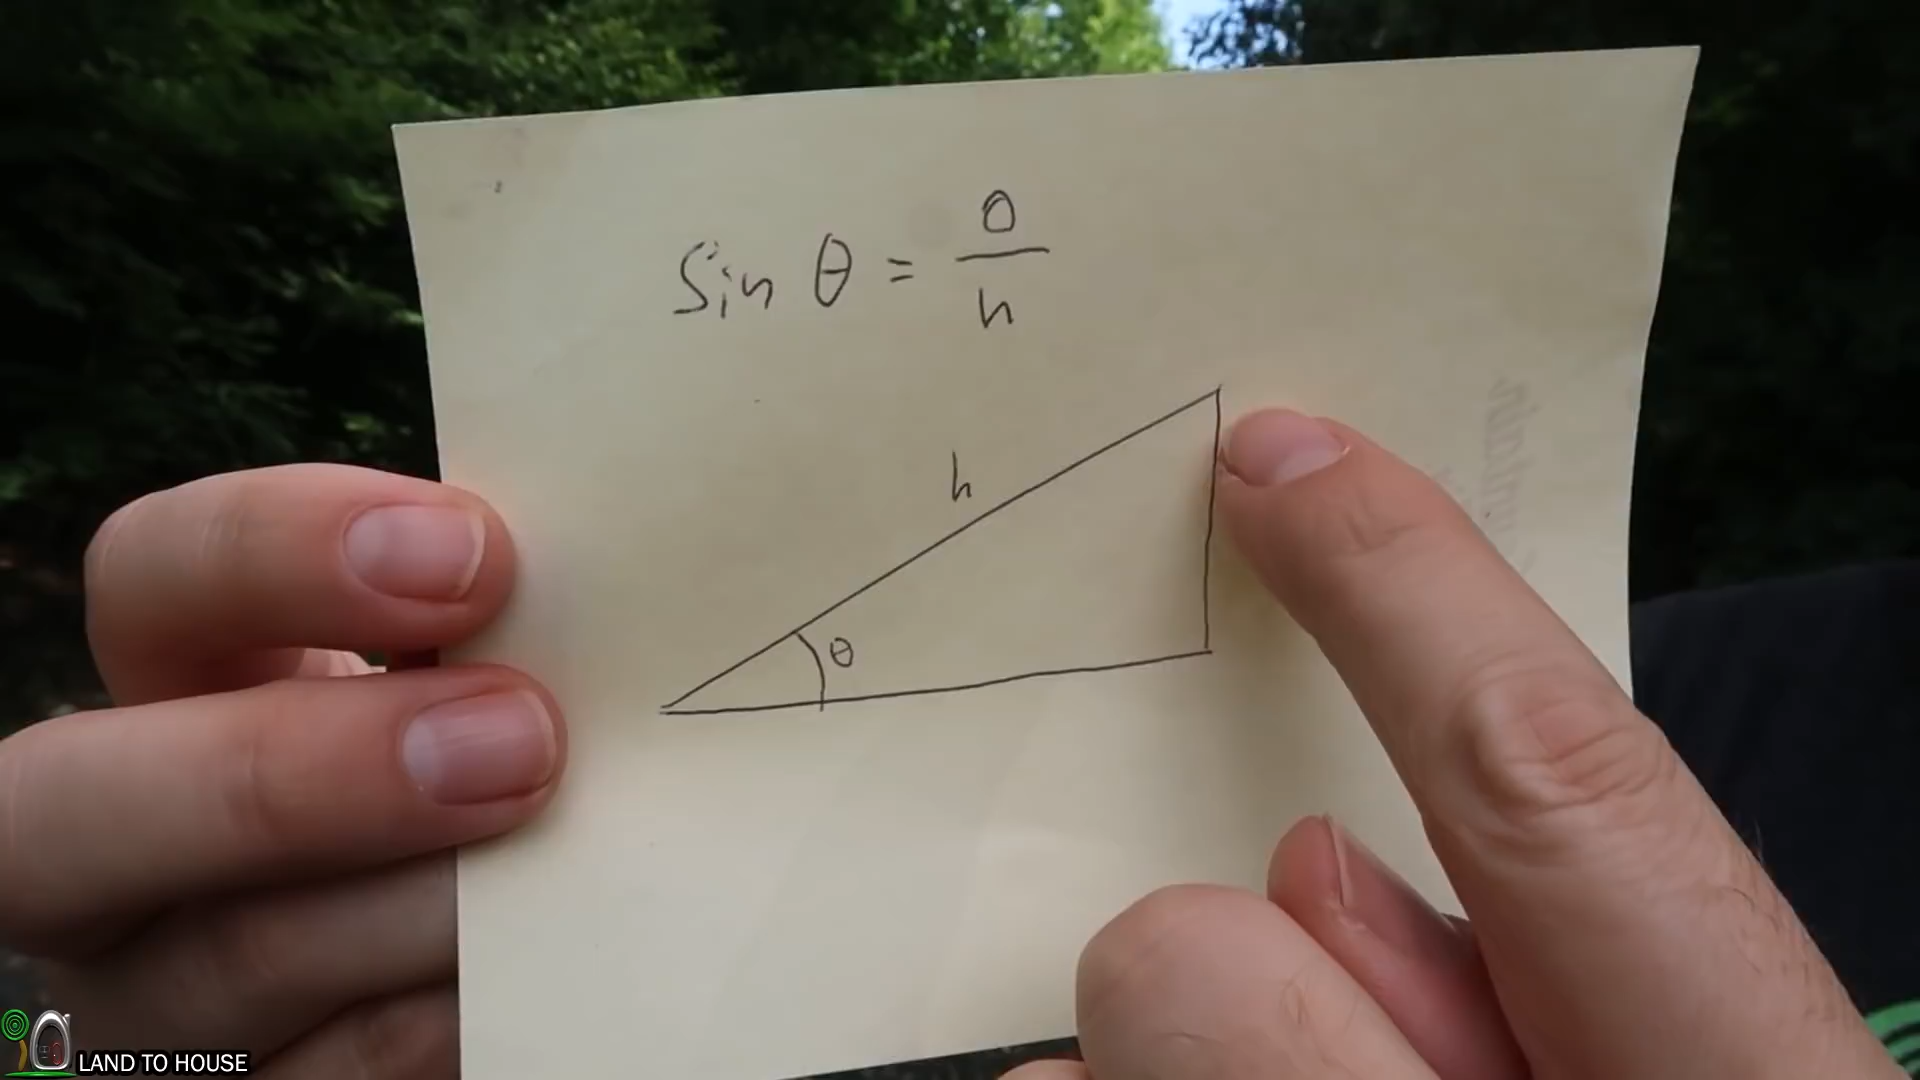 Sin θ = o/h
h
θ
LAND TO HOUSE